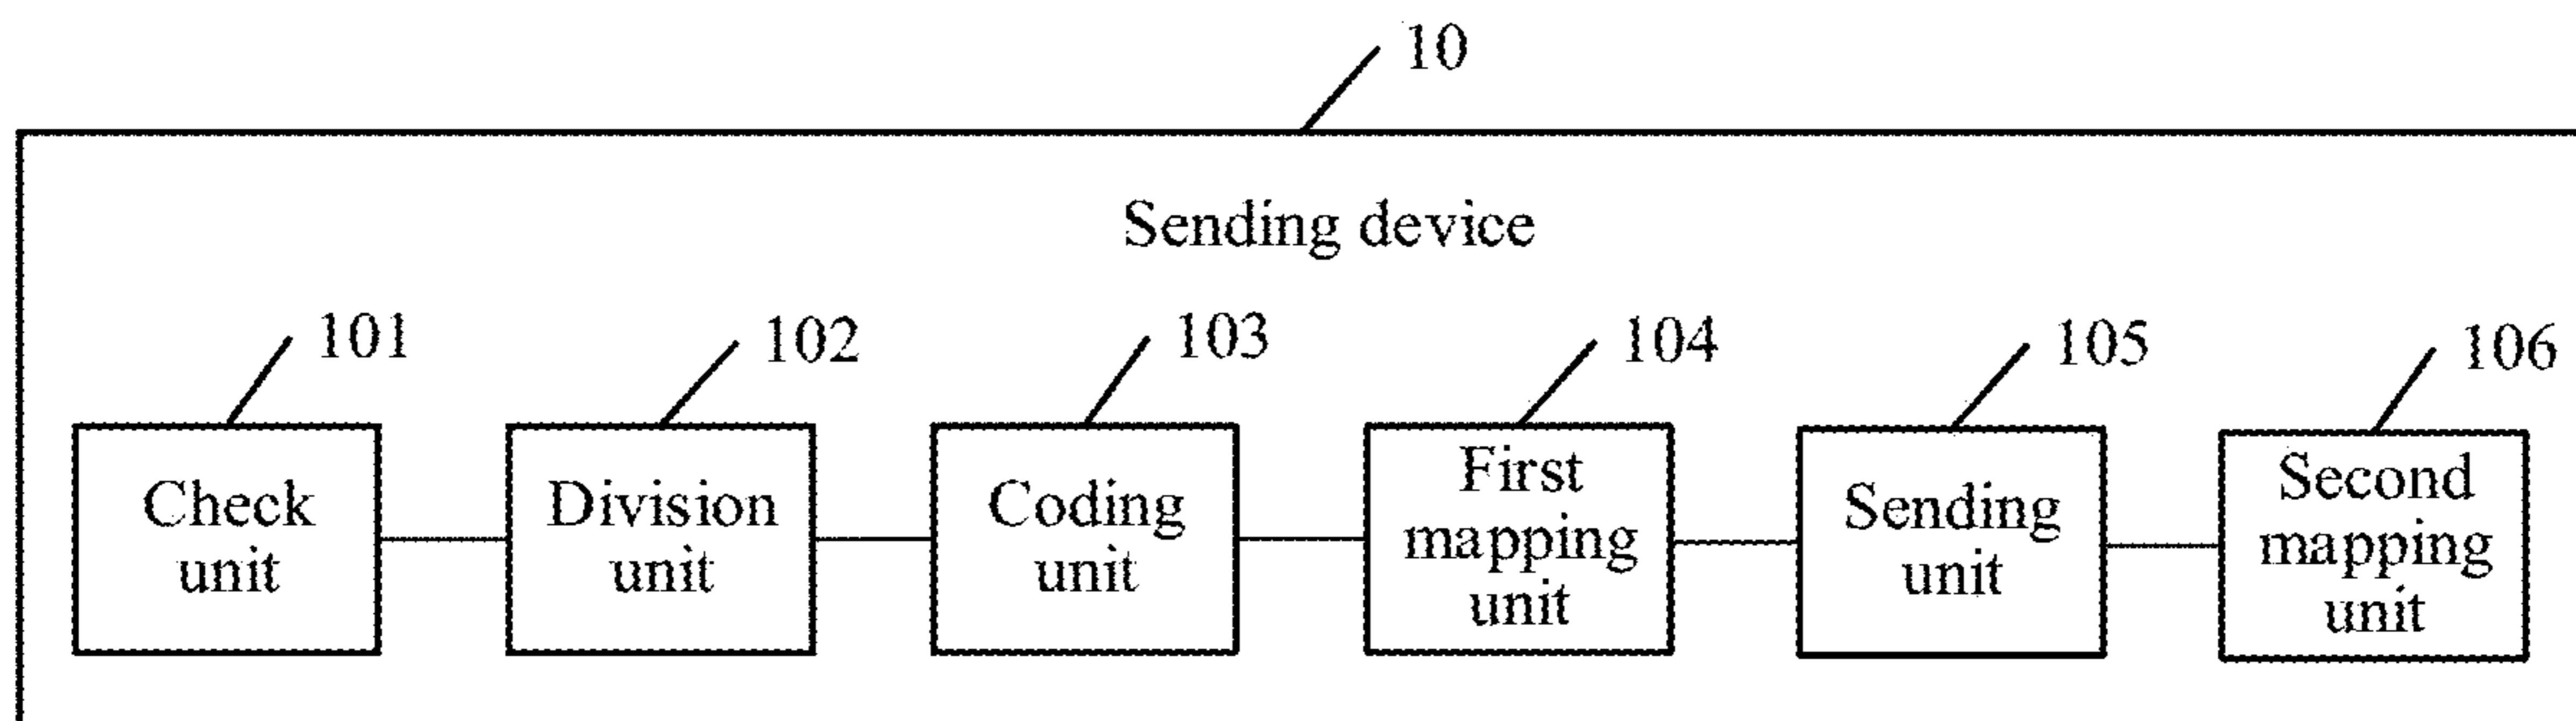 10
Sending device
101
102
103
104
105
106
Check
unit
Division
unit
Coding
unit
First
mapping
unit
Sending
unit
Second
mapping
unit